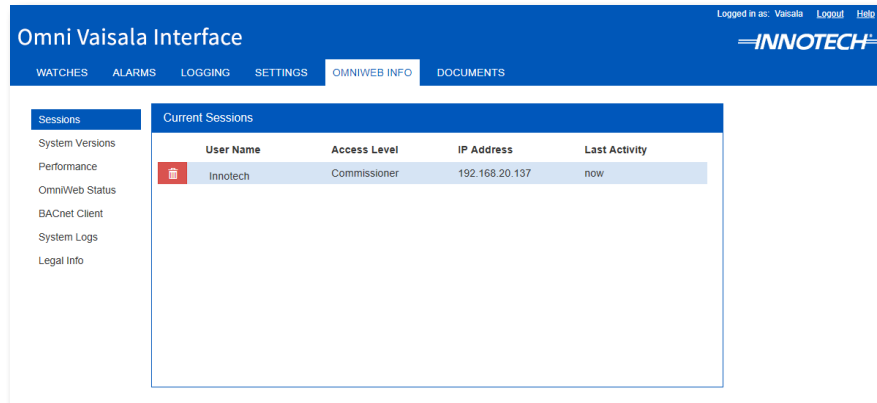 Logged in as: Vaisala Logout Help
Omni Vaisala Interface
INNOTECH
WATCHES ALARMS LOGGING SETTINGS OMNIWEB INFO DOCUMENTS
Sessions
System Versions
Performance
OmniWeb Status
BACnet Client
System Logs
Legal Info
Current Sessions
User Name Access Level IP Address Last Activity
Innotech Commissioner 192.168.20.137 now